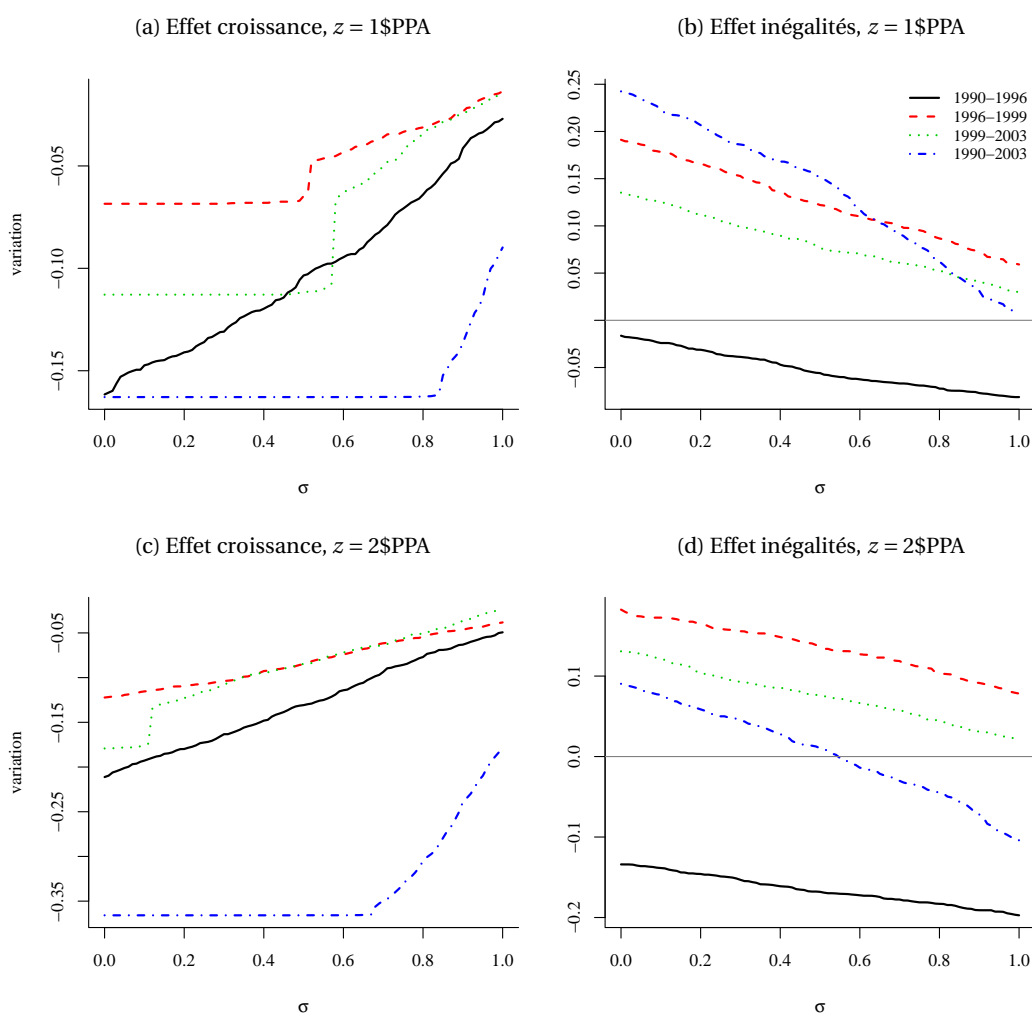 (a) Effet croissance, z = 1$PPA
variation
−0.05
−0.10
−0.15
0.0 0.2 0.4 0.6 0.8 1.0
σ
(b) Effet inégalités, z = 1$PPA
0.25
0.20
0.15
0.10
0.05
−0.05
1990−1996
1996−1999
1999−2003
1990−2003
0.0 0.2 0.4 0.6 0.8 1.0
σ
(c) Effet croissance, z = 2$PPA
variation
−0.05
−0.15
−0.25
−0.35
0.0 0.2 0.4 0.6 0.8 1.0
σ
(d) Effet inégalités, z = 2$PPA
0.1
0.0
−0.1
−0.2
0.0 0.2 0.4 0.6 0.8 1.0
σ